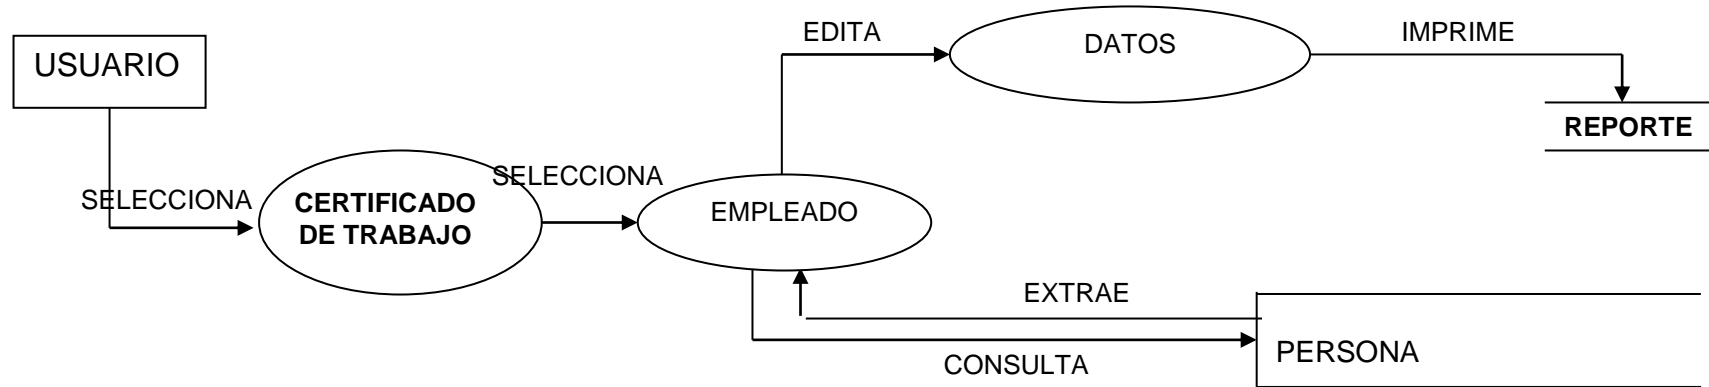 EDITA
DATOS
IMPRIME
USUARIO
REPORTE
SELECCIONA
SELECCIONA
CERTIFICADO
DE TRABAJO
EMPLEADO
EXTRAE
PERSONA
CONSULTA